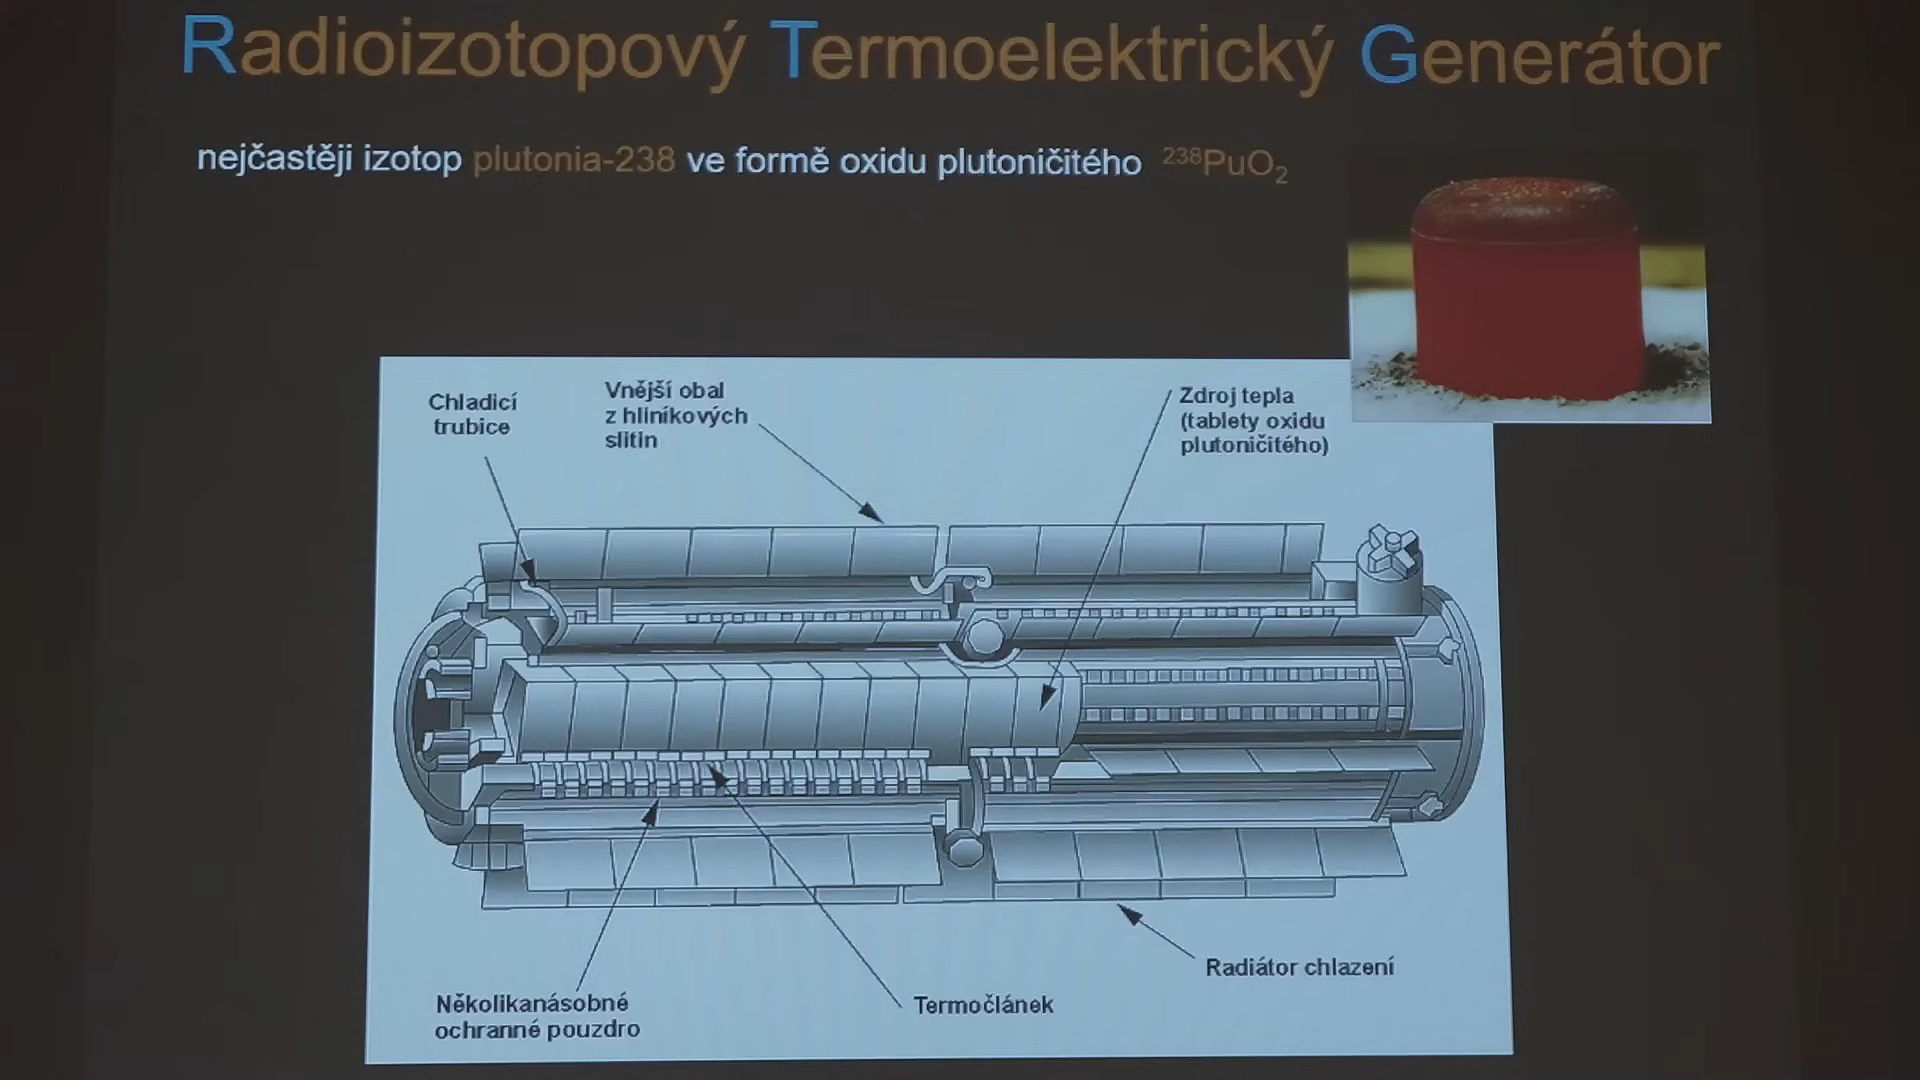 Radioizotopový Termoelektrický Generátor
nejčastěji izotop plutonia-238 ve formě oxidu plutoničitého ²³⁸PuO₂
Chladicí
trubice
Vnější obal
z hliníkových
slitin
Zdroj tepla
(tablety oxidu
plutoničitého)
Několikanásobné
ochranné pouzdro
Termočlánek
Radiátor chlazení